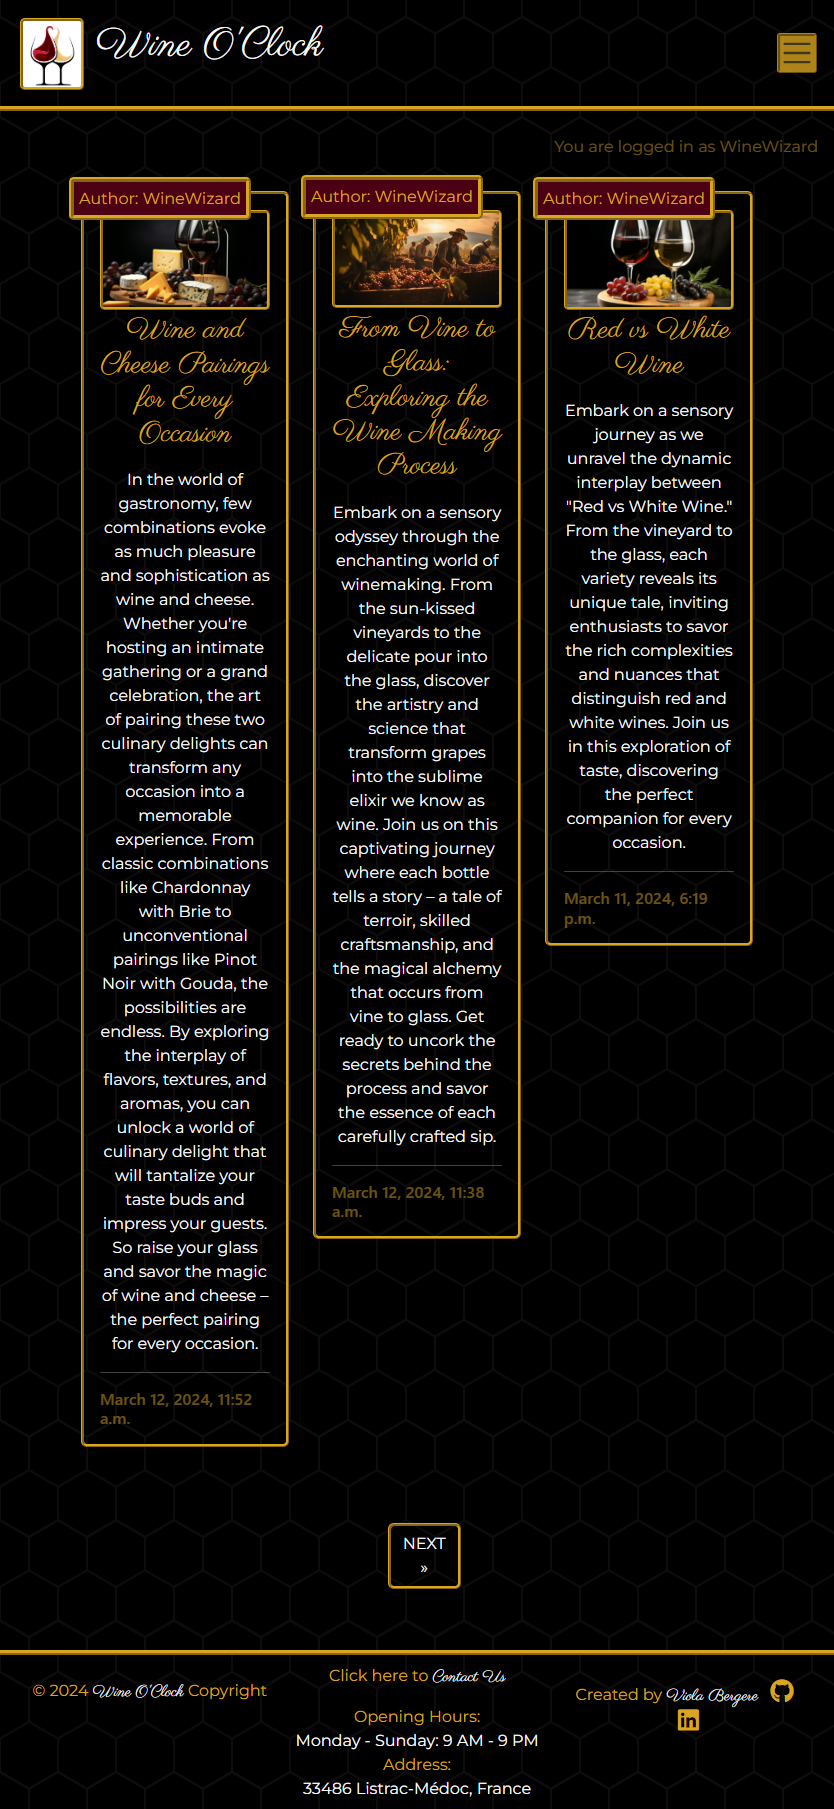 Wine O'Clock
You are logged in as WineWizard
Author: WineWizard
Wine and
Cheese Pairings
for Every
Occasion
In the world of
gastronomy, few
combinations evoke
as much pleasure
and sophistication as
wine and cheese.
Whether you're
hosting an intimate
gathering or a grand
celebration, the art
of pairing these two
culinary delights can
transform any
occasion into a
memorable
experience. From
classic combinations
like Chardonnay
with Brie to
unconventional
pairings like Pinot
Noir with Gouda, the
possibilities are
endless. By exploring
the interplay of
flavors, textures, and
aromas, you can
unlock a world of
culinary delight that
will tantalize your
taste buds and
impress your guests.
So raise your glass
and savor the magic
of wine and cheese –
the perfect pairing
for every occasion.
March 12, 2024, 11:52
a.m.
Author: WineWizard
From Vine to
Glass:
Exploring the
Wine Making
Process
Embark on a sensory
odyssey through the
enchanting world of
winemaking. From
the sun-kissed
vineyards to the
delicate pour into
the glass, discover
the artistry and
science that
transform grapes
into the sublime
elixir we know as
wine. Join us on this
captivating journey
where each bottle
tells a story – a tale of
terroir, skilled
craftsmanship, and
the magical alchemy
that occurs from
vine to glass. Get
ready to uncork the
secrets behind the
process and savor
the essence of each
carefully crafted sip.
March 12, 2024, 11:38
a.m.
Author: WineWizard
Red vs White
Wine
Embark on a sensory
journey as we
unravel the dynamic
interplay between
"Red vs White Wine."
From the vineyard to
the glass, each
variety reveals its
unique tale, inviting
enthusiasts to savor
the rich complexities
and nuances that
distinguish red and
white wines. Join us
in this exploration of
taste, discovering
the perfect
companion for every
occasion.
March 11, 2024, 6:19
p.m.
NEXT
»
© 2024 Wine O'Clock Copyright
Click here to Contact Us
Opening Hours:
Monday - Sunday: 9 AM - 9 PM
Address:
33486 Listrac-Médoc, France
Created by Viola Bergere